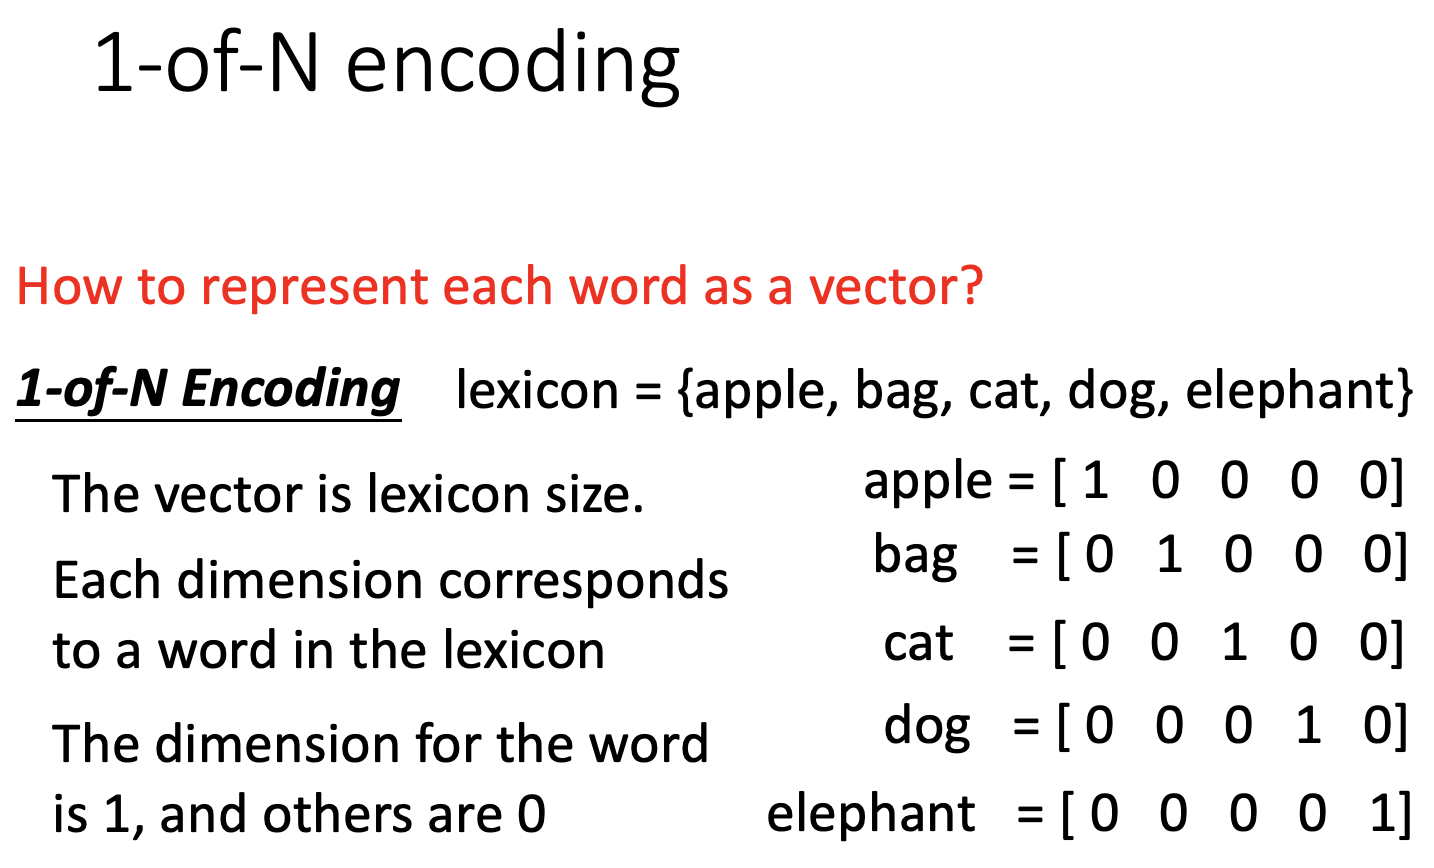 1-of-N encoding
How to represent each word as a vector?
1-of-N Encoding lexicon = {apple, bag, cat, dog, elephant}
The vector is lexicon size.
Each dimension corresponds
to a word in the lexicon
The dimension for the word
is 1, and others are 0
apple = [ 1 0 0 0 0]
bag = [ 0 1 0 0 0]
cat = [ 0 0 1 0 0]
dog = [ 0 0 0 1 0]
elephant = [ 0 0 0 0 1]